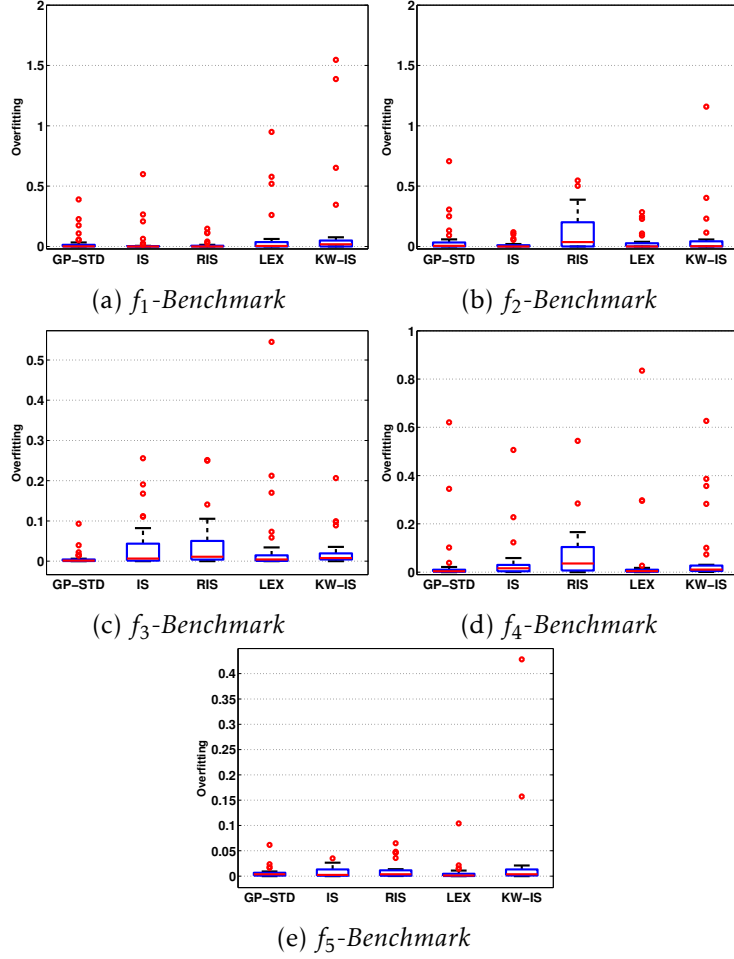 2
1.5
1
0.5
0
Overfitting
GP−STD IS RIS LEX KW−IS
(a) f1-Benchmark
2
1.5
1
0.5
0
Overfitting
GP−STD IS RIS LEX KW−IS
(b) f2-Benchmark
0.5
0.4
0.3
0.2
0.1
0
Overfitting
GP−STD IS RIS LEX KW−IS
(c) f3-Benchmark
1
0.8
0.6
0.4
0.2
0
Overfitting
GP−STD IS RIS LEX KW−IS
(d) f4-Benchmark
0.4
0.35
0.3
0.25
0.2
0.15
0.1
0.05
0
Overfitting
GP−STD IS RIS LEX KW−IS
(e) f5-Benchmark